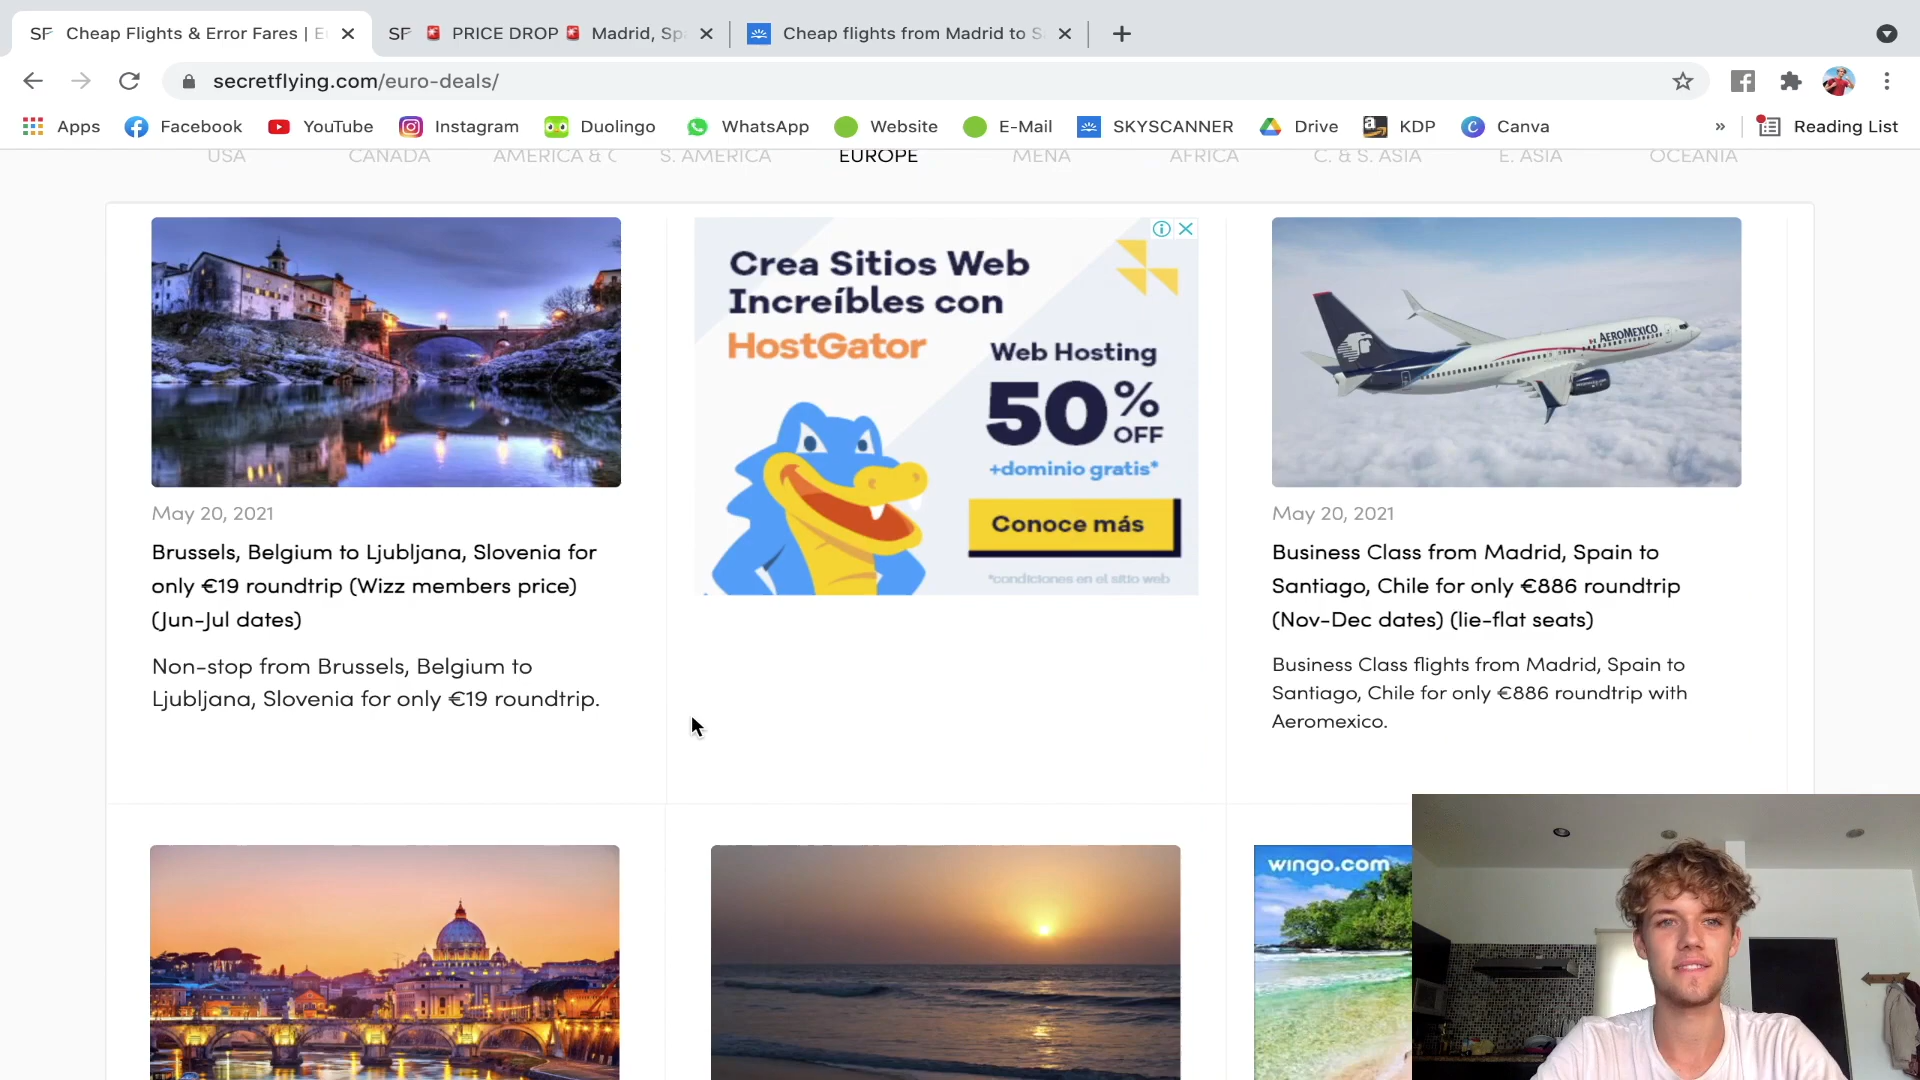 SF Cheap Flights & Error Fares | E
SF PRICE DROP Madrid, Sp
Cheap flights from Madrid to S
secretflying.com/euro-deals/
Apps
Facebook
YouTube
Instagram
Duolingo
WhatsApp
Website
E-Mail
SKYSCANNER
Drive
KDP
Canva
»
Reading List
USA
CANADA
AMERICA & C
S. AMERICA
EUROPE
MENA
AFRICA
C. & S. ASIA
E. ASIA
OCEANIA
May 20, 2021
Brussels, Belgium to Ljubljana, Slovenia for
only €19 roundtrip (Wizz members price)
(Jun-Jul dates)
Non-stop from Brussels, Belgium to
Ljubljana, Slovenia for only €19 roundtrip.
Crea Sitios Web
Increíbles con
HostGator
Web Hosting
50% OFF
+dominio gratis*
Conoce más
*condiciones en el sitio web
AEROMEXICO
May 20, 2021
Business Class from Madrid, Spain to
Santiago, Chile for only €886 roundtrip
(Nov-Dec dates) (lie-flat seats)
Business Class flights from Madrid, Spain to
Santiago, Chile for only €886 roundtrip with
Aeromexico.
wingo.com